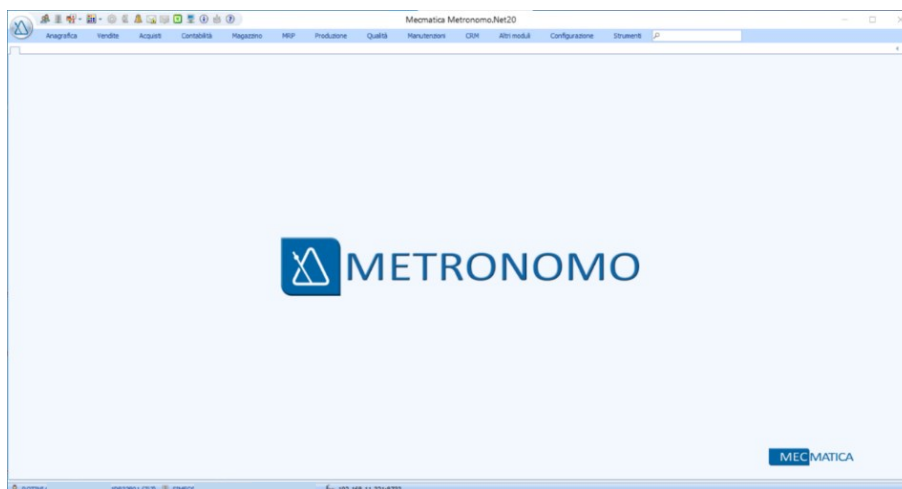 Mecmatica Metronomo.Net20
Anagrafica Vendite Acquisti Contabilità Magazzino MRP Produzione Qualità Manutenzioni CRM Altri moduli Configurazione Strumenti
METRONOMO
MECMATICA